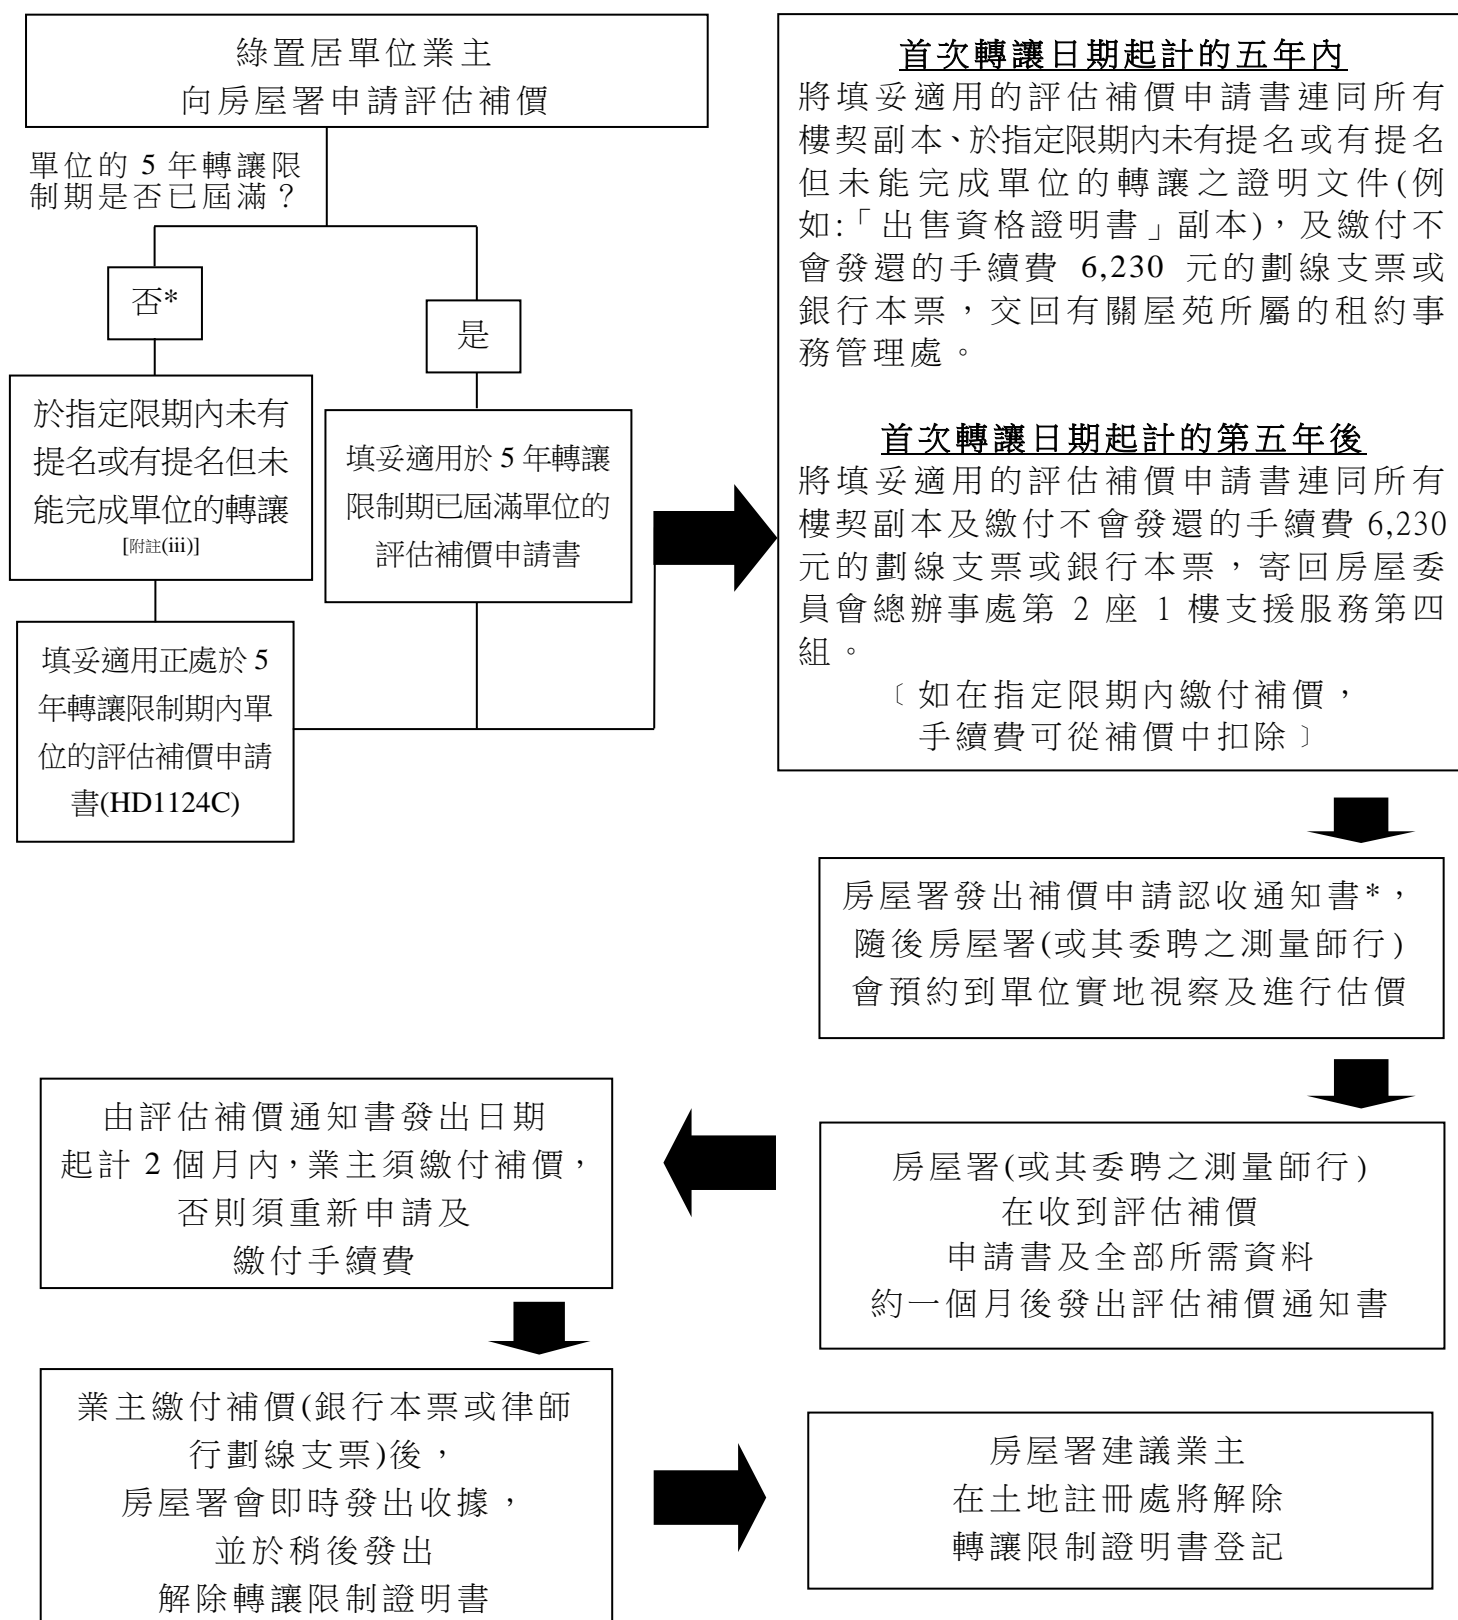 綠置居單位業主
向房屋署申請評估補價
單位的 5 年轉讓限
制期是否已屆滿？
否*
是
於指定限期內未有
提名或有提名但未
能完成單位的轉讓
[附註(iii)]
填妥適用於 5 年轉讓
限制期已屆滿單位的
評估補價申請書
填妥適用正處於 5
年轉讓限制期內單
位的評估補價申請
書(HD1124C)
首次轉讓日期起計的五年內
將填妥適用的評估補價申請書連同所有
樓契副本、於指定限期內未有提名或有提名
但未能完成單位的轉讓之證明文件(例
如:「出售資格證明書」副本)，及繳付不
會發還的手續費 6,230 元的劃線支票或
銀行本票，交回有關屋苑所屬的租約事
務管理處。
首次轉讓日期起計的第五年後
將填妥適用的評估補價申請書連同所有
樓契副本及繳付不會發還的手續費 6,230
元的劃線支票或銀行本票，寄回房屋委
員會總辦事處第 2 座 1 樓支援服務第四
組。
﹝如在指定限期內繳付補價，
手續費可從補價中扣除﹞
房屋署發出補價申請認收通知書*，
隨後房屋署(或其委聘之測量師行)
會預約到單位實地視察及進行估價
房屋署(或其委聘之測量師行)
在收到評估補價
申請書及全部所需資料
約一個月後發出評估補價通知書
由評估補價通知書發出日期
起計 2 個月內，業主須繳付補價，
否則須重新申請及
繳付手續費
業主繳付補價(銀行本票或律師
行劃線支票)後，
房屋署會即時發出收據，
並於稍後發出
解除轉讓限制證明書
房屋署建議業主
在土地註冊處將解除
轉讓限制證明書登記